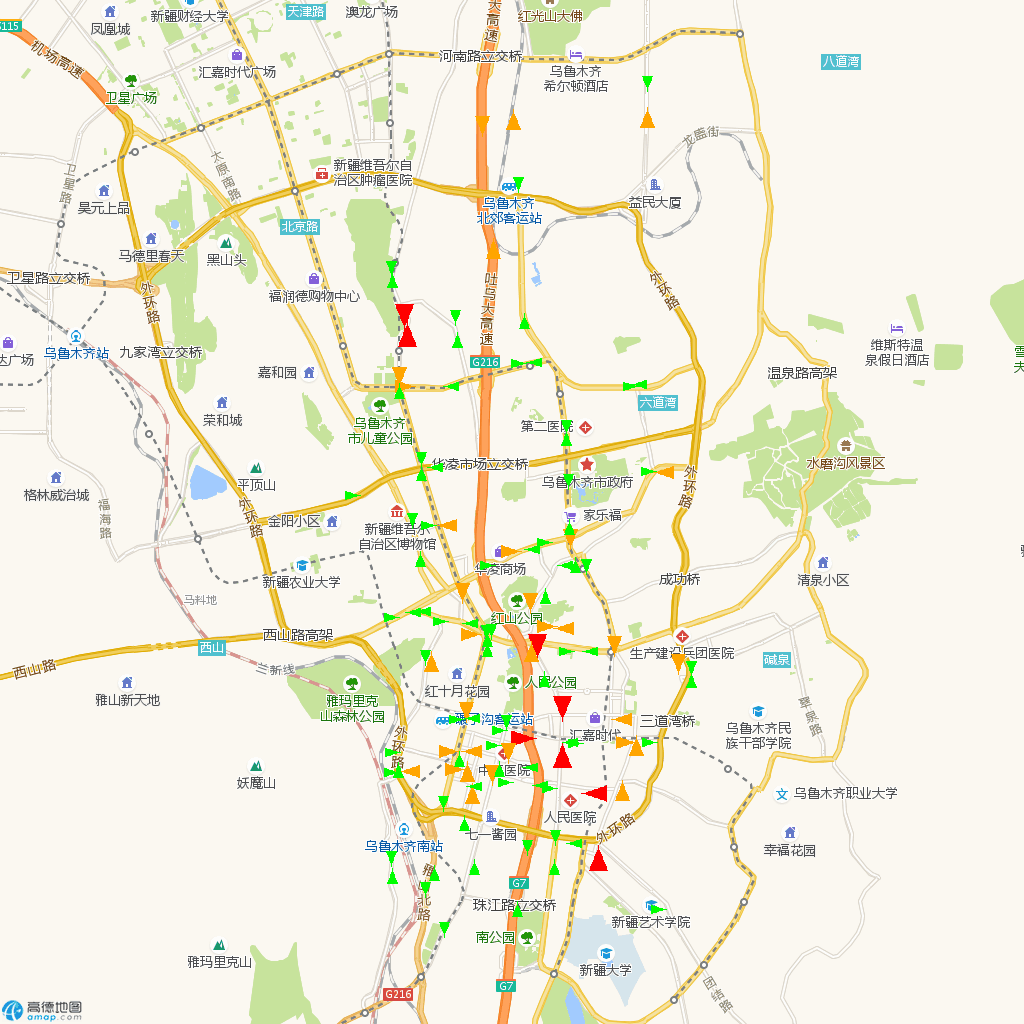 新疆财经大学
天津路
澳龙广场
红光山大佛
凤凰城
S115
机场高速
汇嘉时代广场
河南路立交桥
八道湾
乌鲁木齐
希尔顿酒店
卫星广场
龙盛街
太原南路
卫星路
新疆维吾尔自
治区肿瘤医院
昊元上品
乌鲁木齐
北郊客运站
益民大厦
北京路
马德里春天
黑山头
卫星路立交桥
外环路
福润德购物中心
吐乌大高速
外环路
乌鲁木齐站
九家湾立交桥
达广场
G216
维斯特温
泉假日酒店
嘉和园
温泉路高架
荣和城
六道湾
乌鲁木齐
市儿童公园
第二医院
华凌市场立交桥
水磨沟风景区
平顶山
外环路
格林威治城
乌鲁木齐市政府
福海路
外环路
金阳小区
新疆维吾尔
自治区博物馆
家乐福
华凌商场
新疆农业大学
成功桥
清泉小区
马料地
红山公园
西山路高架
西山
生产建设兵团医院
碱泉
西山路
兰新线
人民公园
雅山新天地
红十月花园
雅玛里克
山森林公园
翠泉路
碾子沟客运站
三道湾桥
汇嘉时代
乌鲁木齐民
族干部学院
外环路
中医医院
妖魔山
乌鲁木齐职业大学
人民医院
七一酱园
外环路
乌鲁木齐南站
幸福花园
雅山北路
G7
珠江路立交桥
新疆艺术学院
南公园
雅玛里克山
新疆大学
G7
G216
团结路
高德地图
amap.com